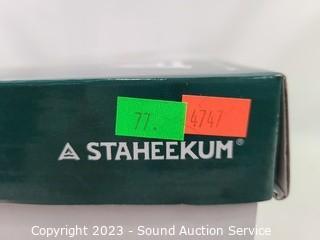 77. 4747
STAHEEKUM®
Copyright 2023 - Sound Auction Service